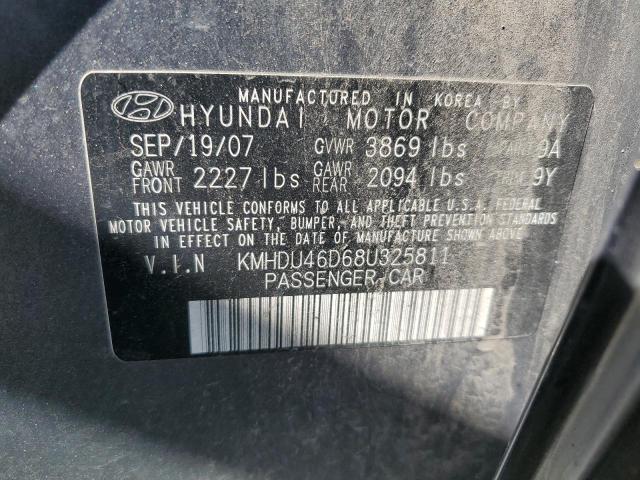 MANUFACTURED IN KOREA BY
HYUNDAI MOTOR COMPANY
SEP/19/07 GVWR 3869 lbs 9A
GAWR FRONT 2227 lbs GAWR REAR 2094 lbs 9Y
THIS VEHICLE CONFORMS TO ALL APPLICABLE U.S.A. FEDERAL
MOTOR VEHICLE SAFETY, BUMPER, AND THEFT PREVENTION STANDARDS
IN EFFECT ON THE DATE OF MANUFACTURE SHOWN ABOVE.
V.I.N KMHDU46D68U325811
PASSENGER CAR